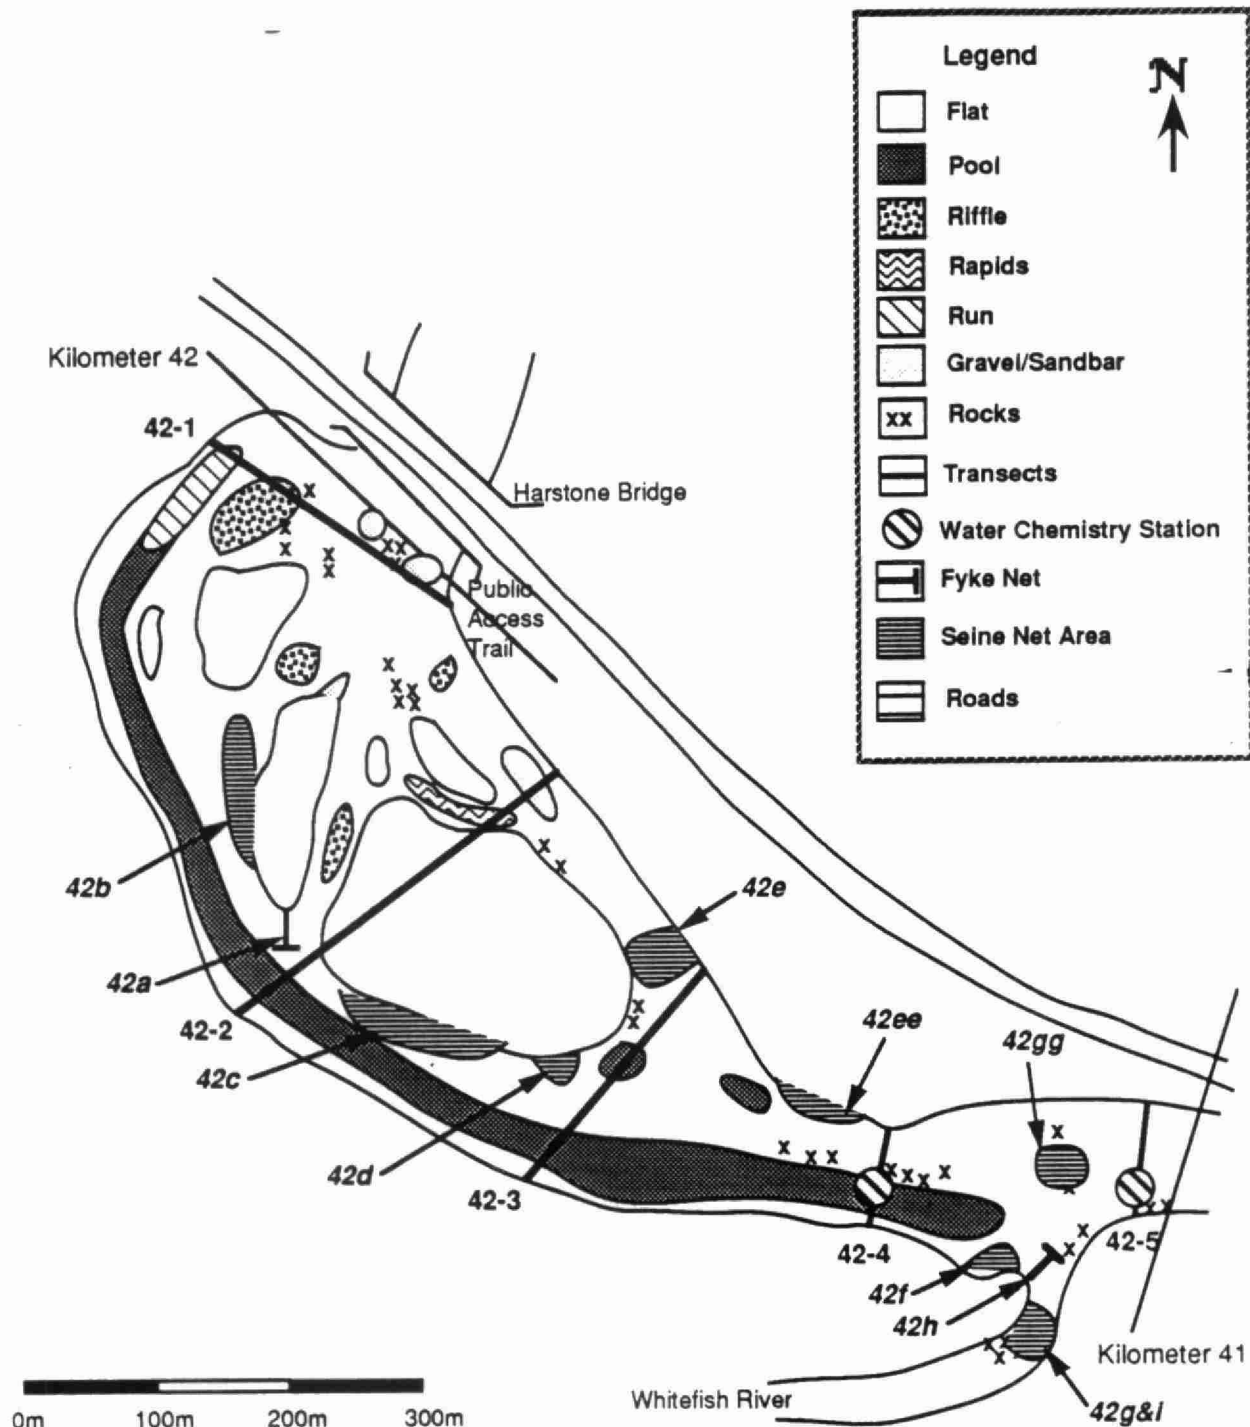 Legend
N
Flat
Pool
Riffle
Rapids
Run
Gravel/Sandbar
xx Rocks
Transects
Water Chemistry Station
Fyke Net
Seine Net Area
Roads
Kilometer 42
42-1
Harstone Bridge
Public
Access
Trail
42b
42e
42a
42-2
42ee
42gg
42c
42d
42-3
42-4
42-5
42f
42h
Kilometer 41
Whitefish River
42g&i
0m 100m 200m 300m